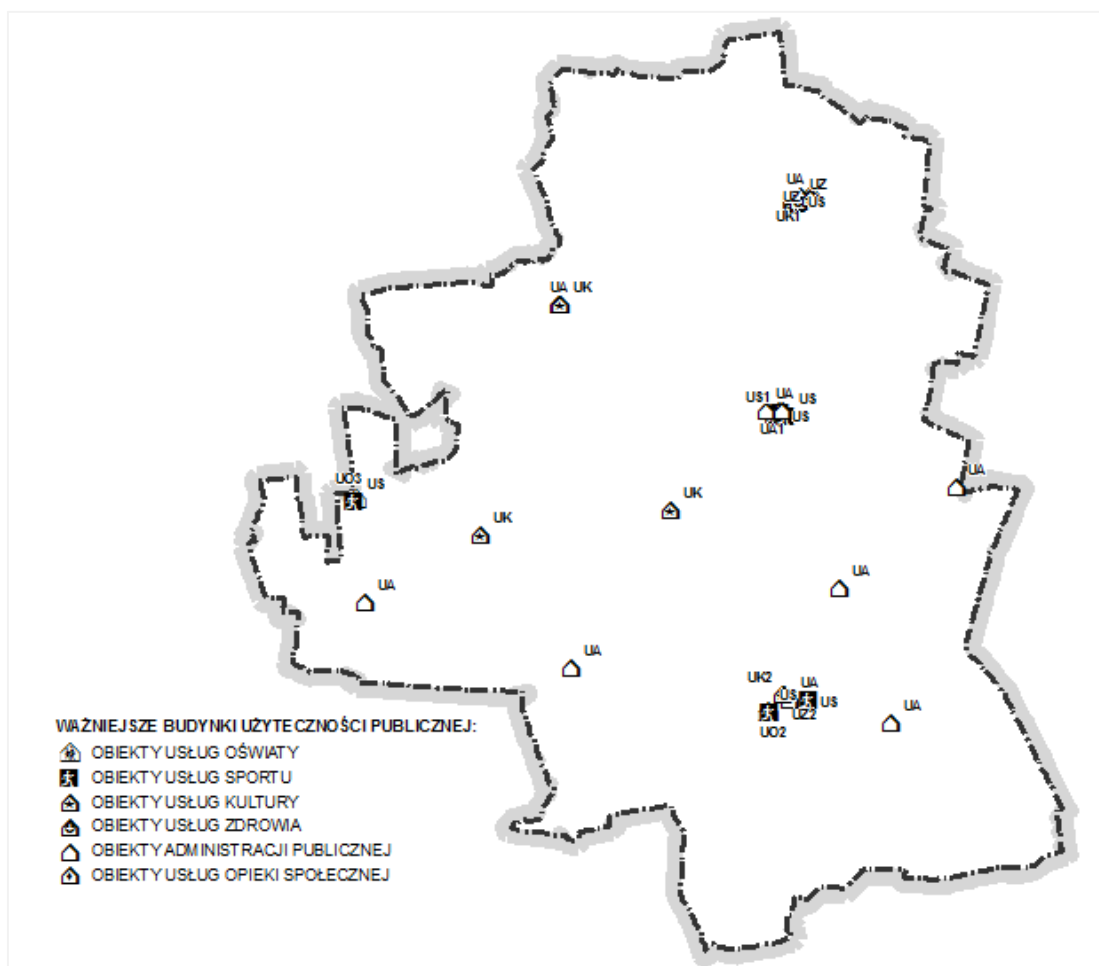 UA UZ
UZ US
UK1
UA UK
US1 UA US
UA1 US
UA
UO3 US
UK
UK
UA
UA
UA
UK2 UA
US US
UZ2
UO2
UA
WAŻNIEJSZE BUDYNKI UŻYTECZNOŚCI PUBLICZNEJ:
OBIEKTY USŁUG OŚWIATY
OBIEKTY USŁUG SPORTU
OBIEKTY USŁUG KULTURY
OBIEKTY USŁUG ZDROWIA
OBIEKTY ADMINISTRACJI PUBLICZNEJ
OBIEKTY USŁUG OPIEKI SPOŁECZNEJ